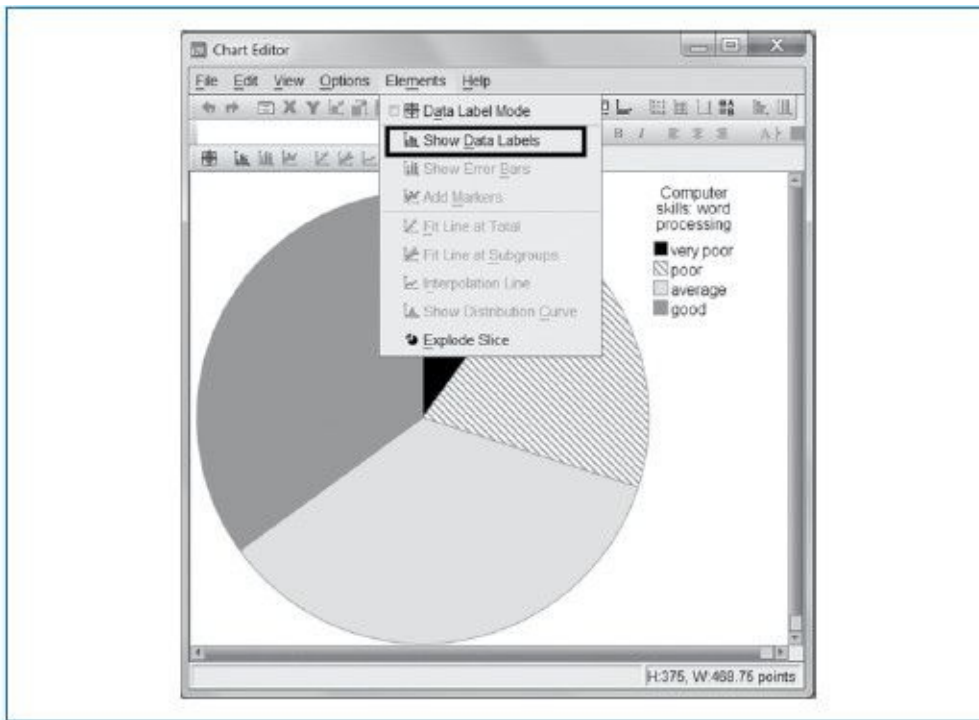 Chart Editor
File Edit View Options Elements Help
Data Label Mode
Show Data Labels
Show Error Bars
Add Markers
Fit Line at Total
Fit Line at Subgroups
Interpolation Line
Show Distribution Curve
Explode Slice
Computer
skills: word
processing
very poor
poor
average
good
H:375, W:468.75 points